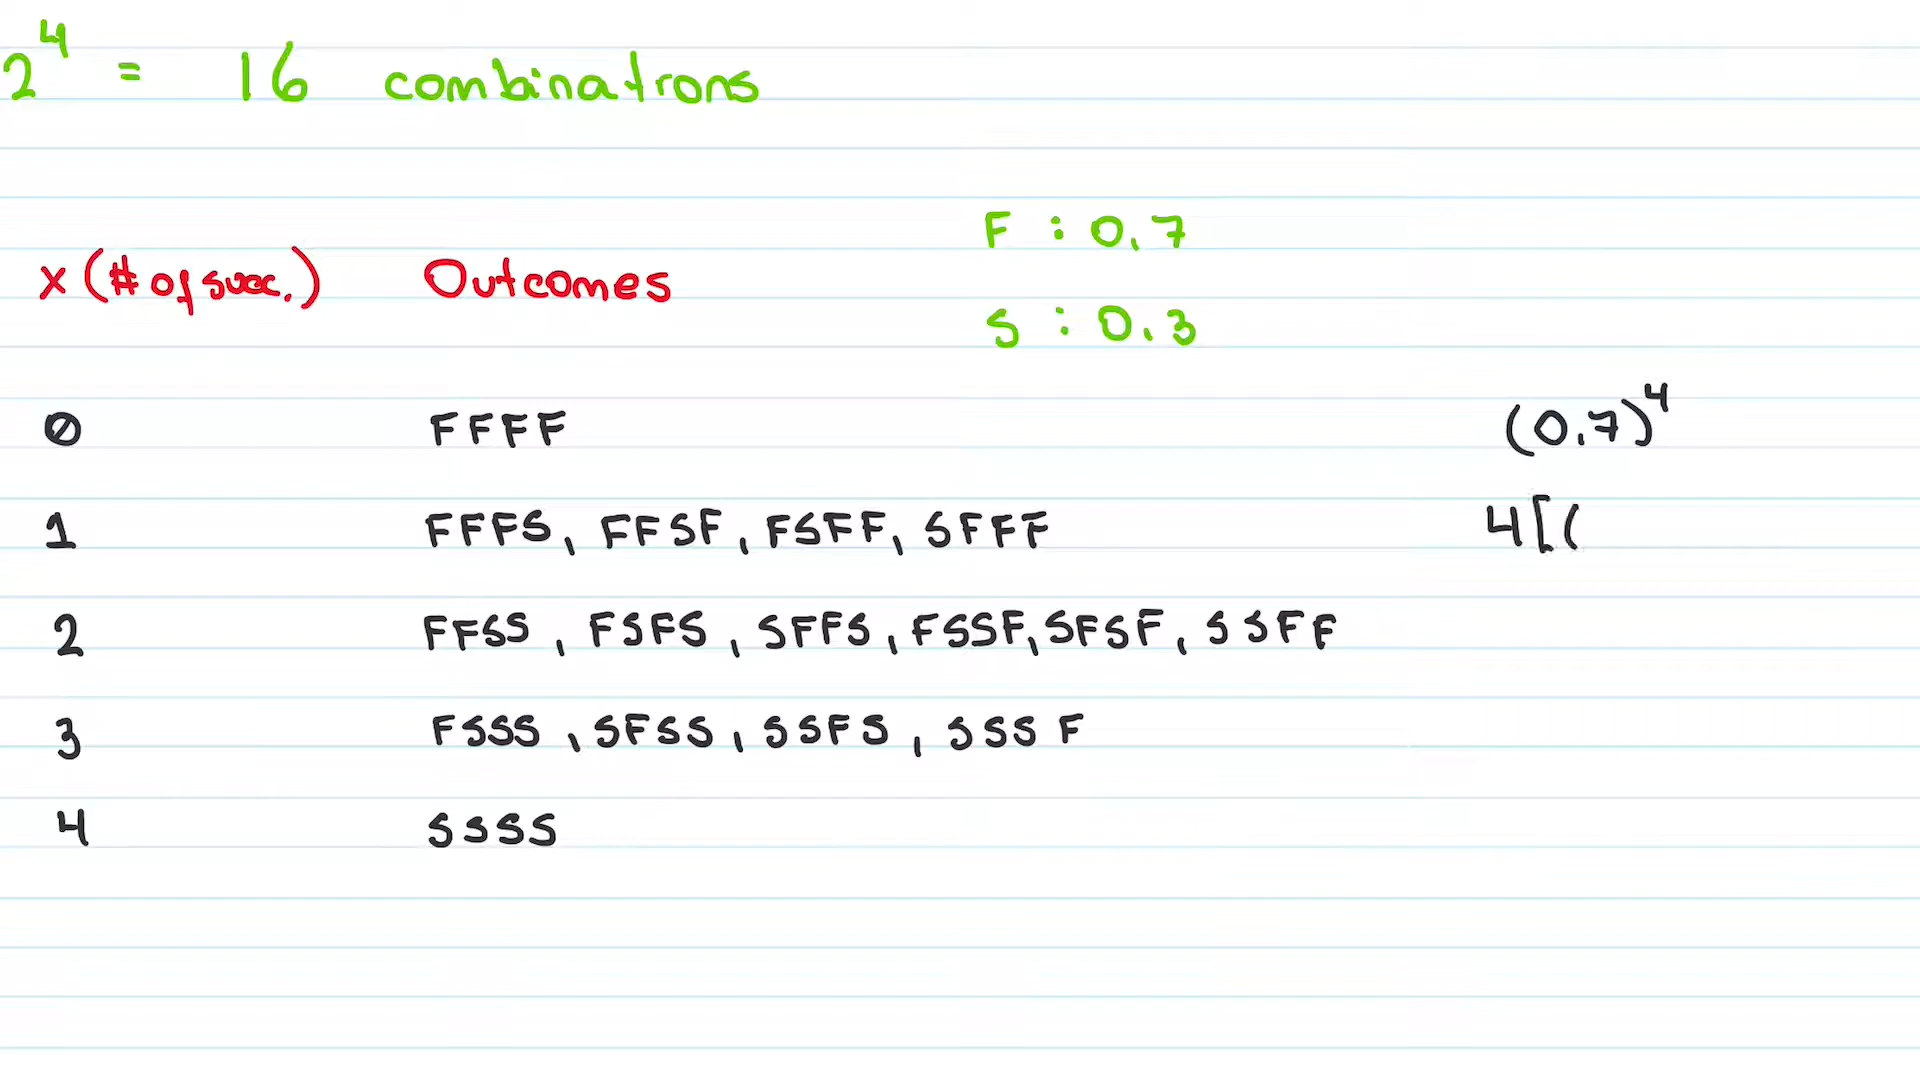 2⁴ = 16 combinatrons
F : 0.7
x (# of succ.) Outcomes
S : 0.3
0 FFFF (0.7)⁴
1 FFFS, FFSF, FSFF, SFFF 4[(
2 FFSS, FSFS, SFFS, FSSF, SFSF, SSFF
3 FSSS, SFSS, SSFS, SSSF
4 SSSS